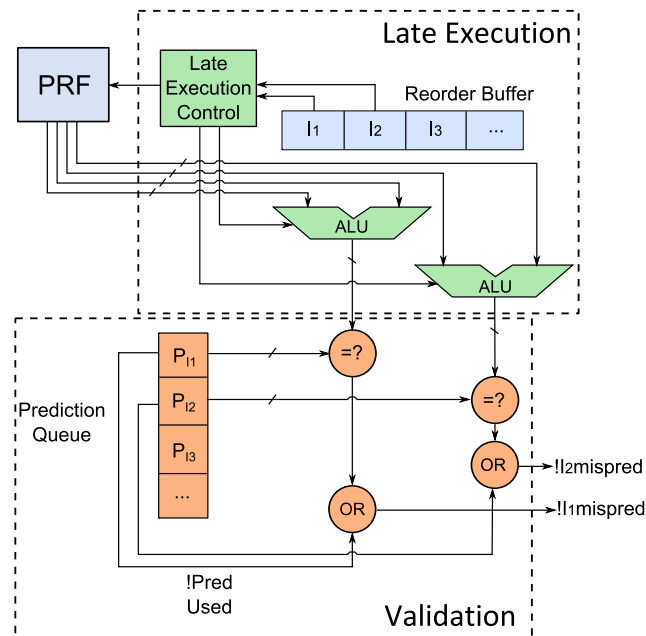 Late Execution
PRF
Late
Execution
Control
Reorder Buffer
I1 I2 I3 ...
ALU
ALU
PI1
=?
Prediction
Queue
PI2
=?
PI3
OR
!I2mispred
...
OR
!I1mispred
!Pred
Used
Validation